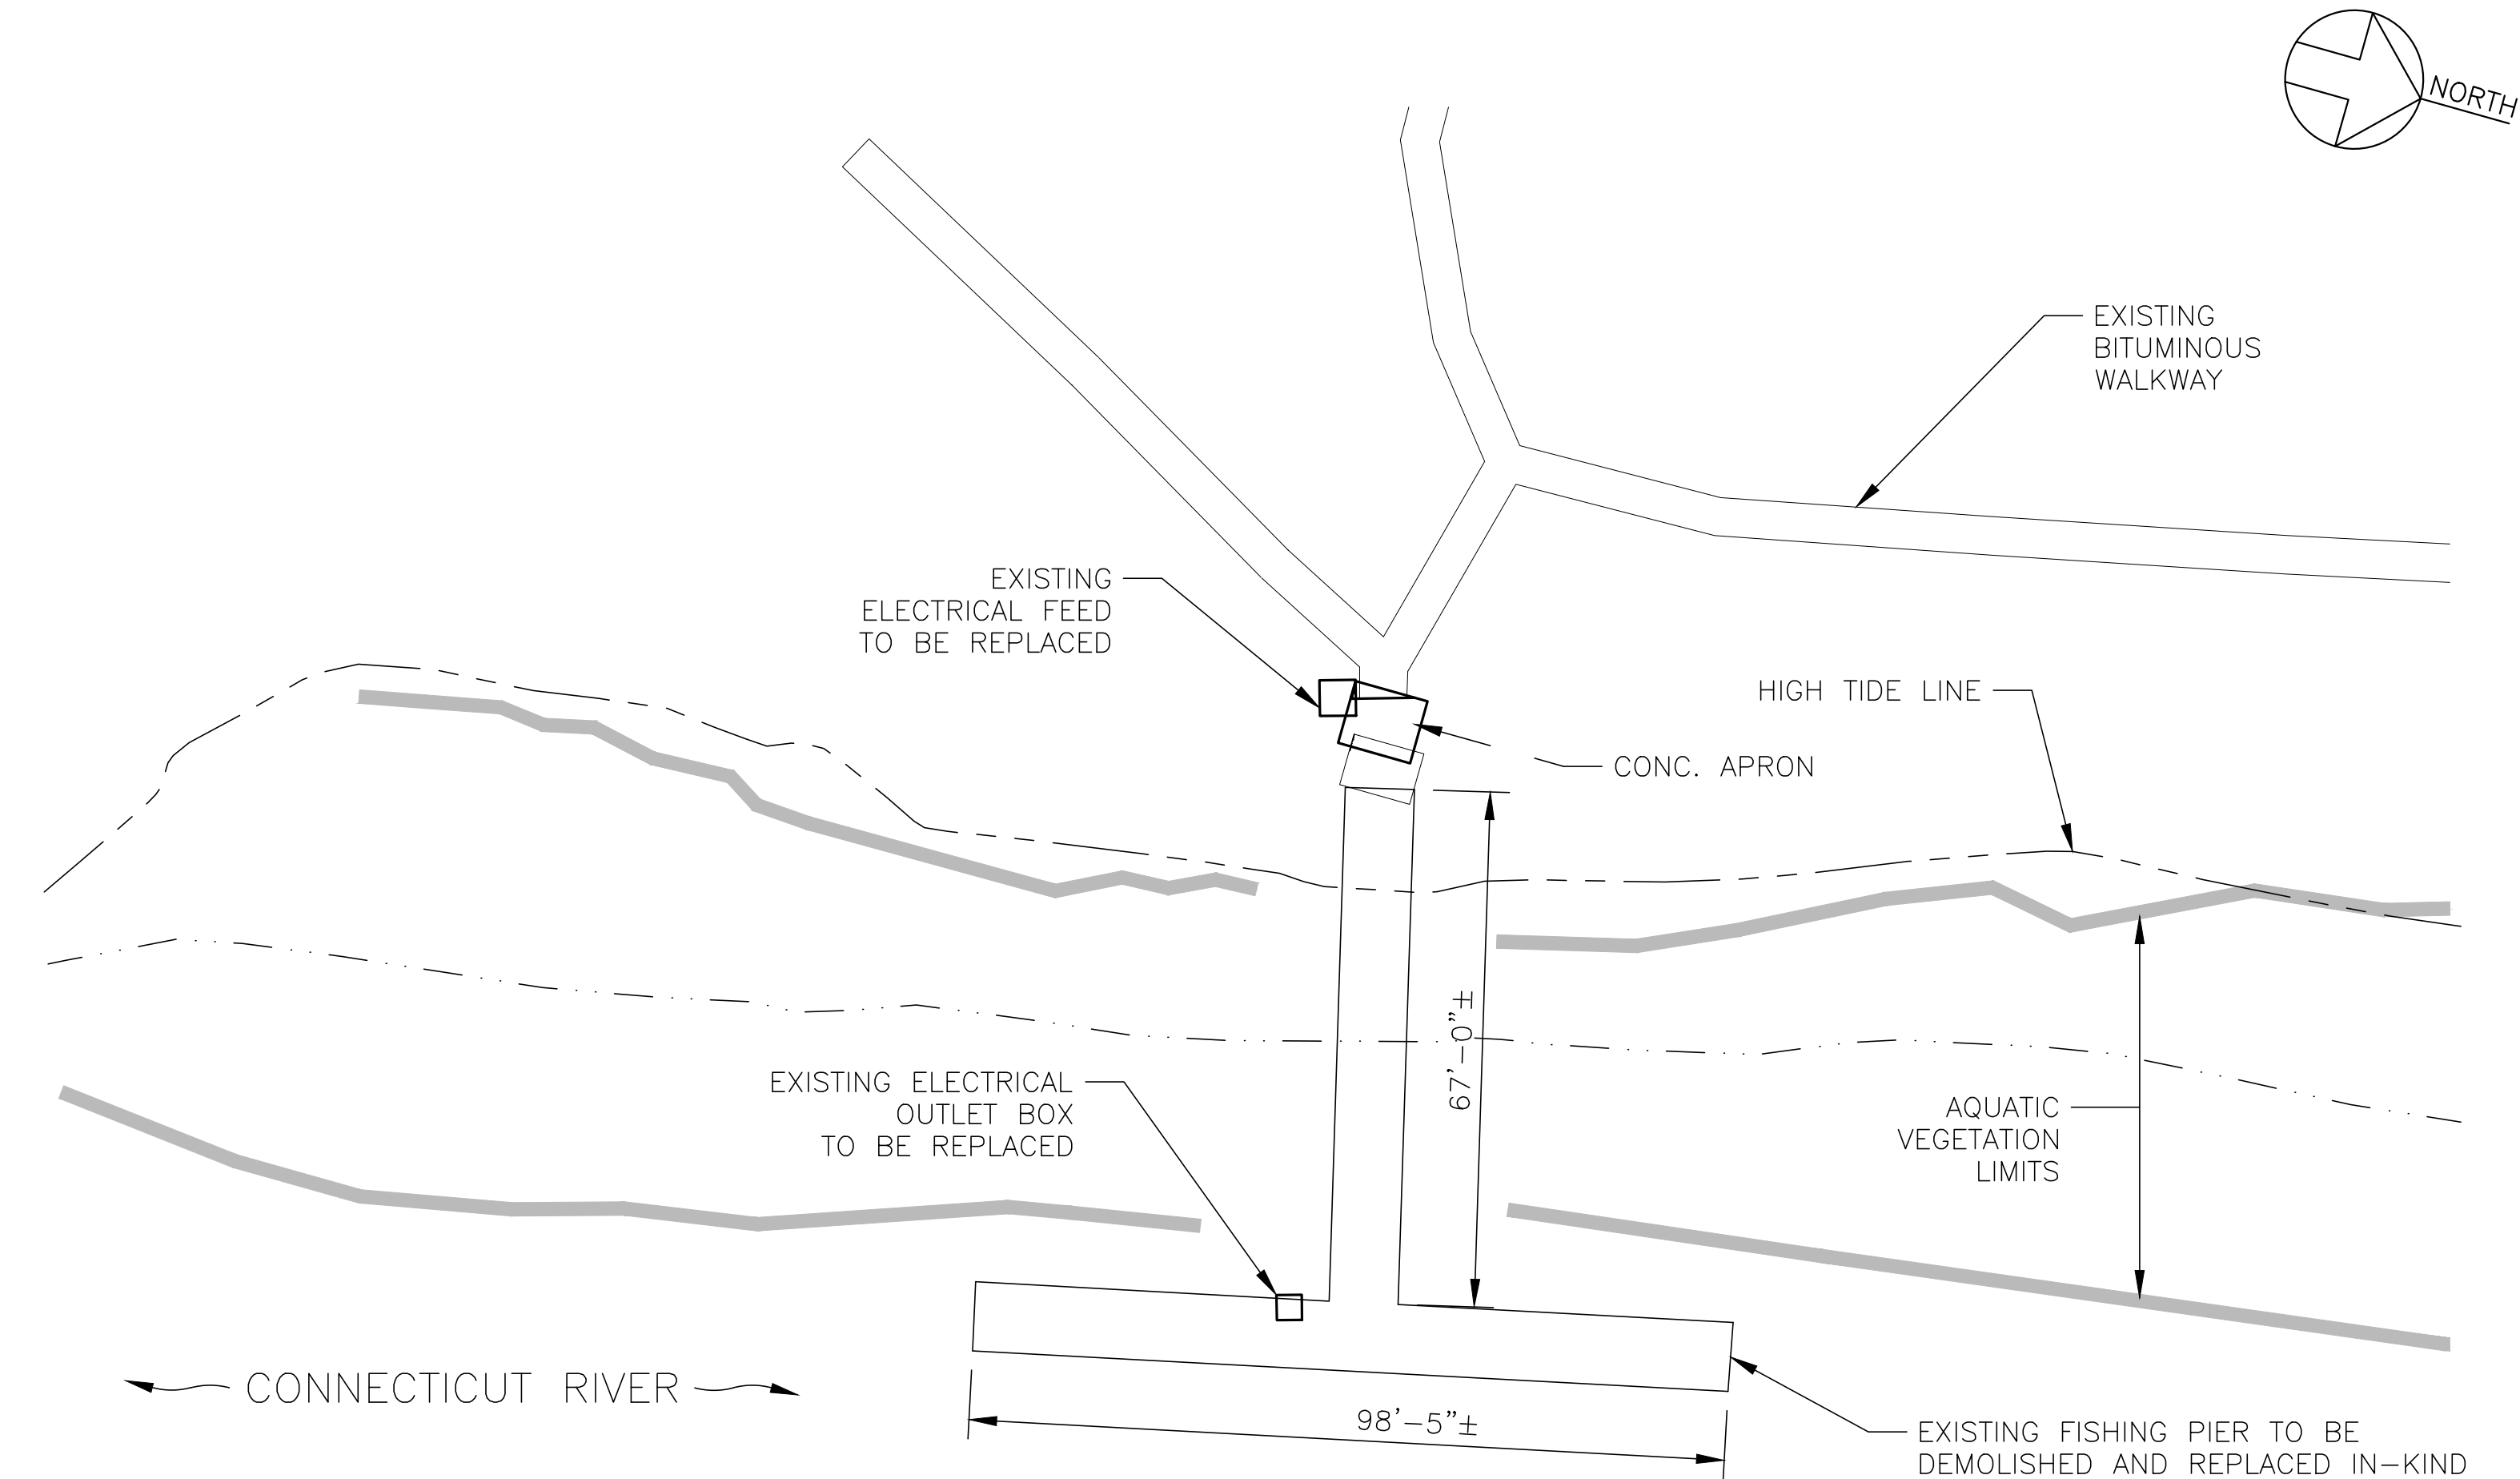 NORTH
EXISTING
BITUMINOUS
WALKWAY
EXISTING
ELECTRICAL FEED
TO BE REPLACED
HIGH TIDE LINE
CONC. APRON
67'-0"±
EXISTING ELECTRICAL
OUTLET BOX
TO BE REPLACED
AQUATIC
VEGETATION
LIMITS
CONNECTICUT RIVER
98'-5"±
EXISTING FISHING PIER TO BE
DEMOLISHED AND REPLACED IN-KIND